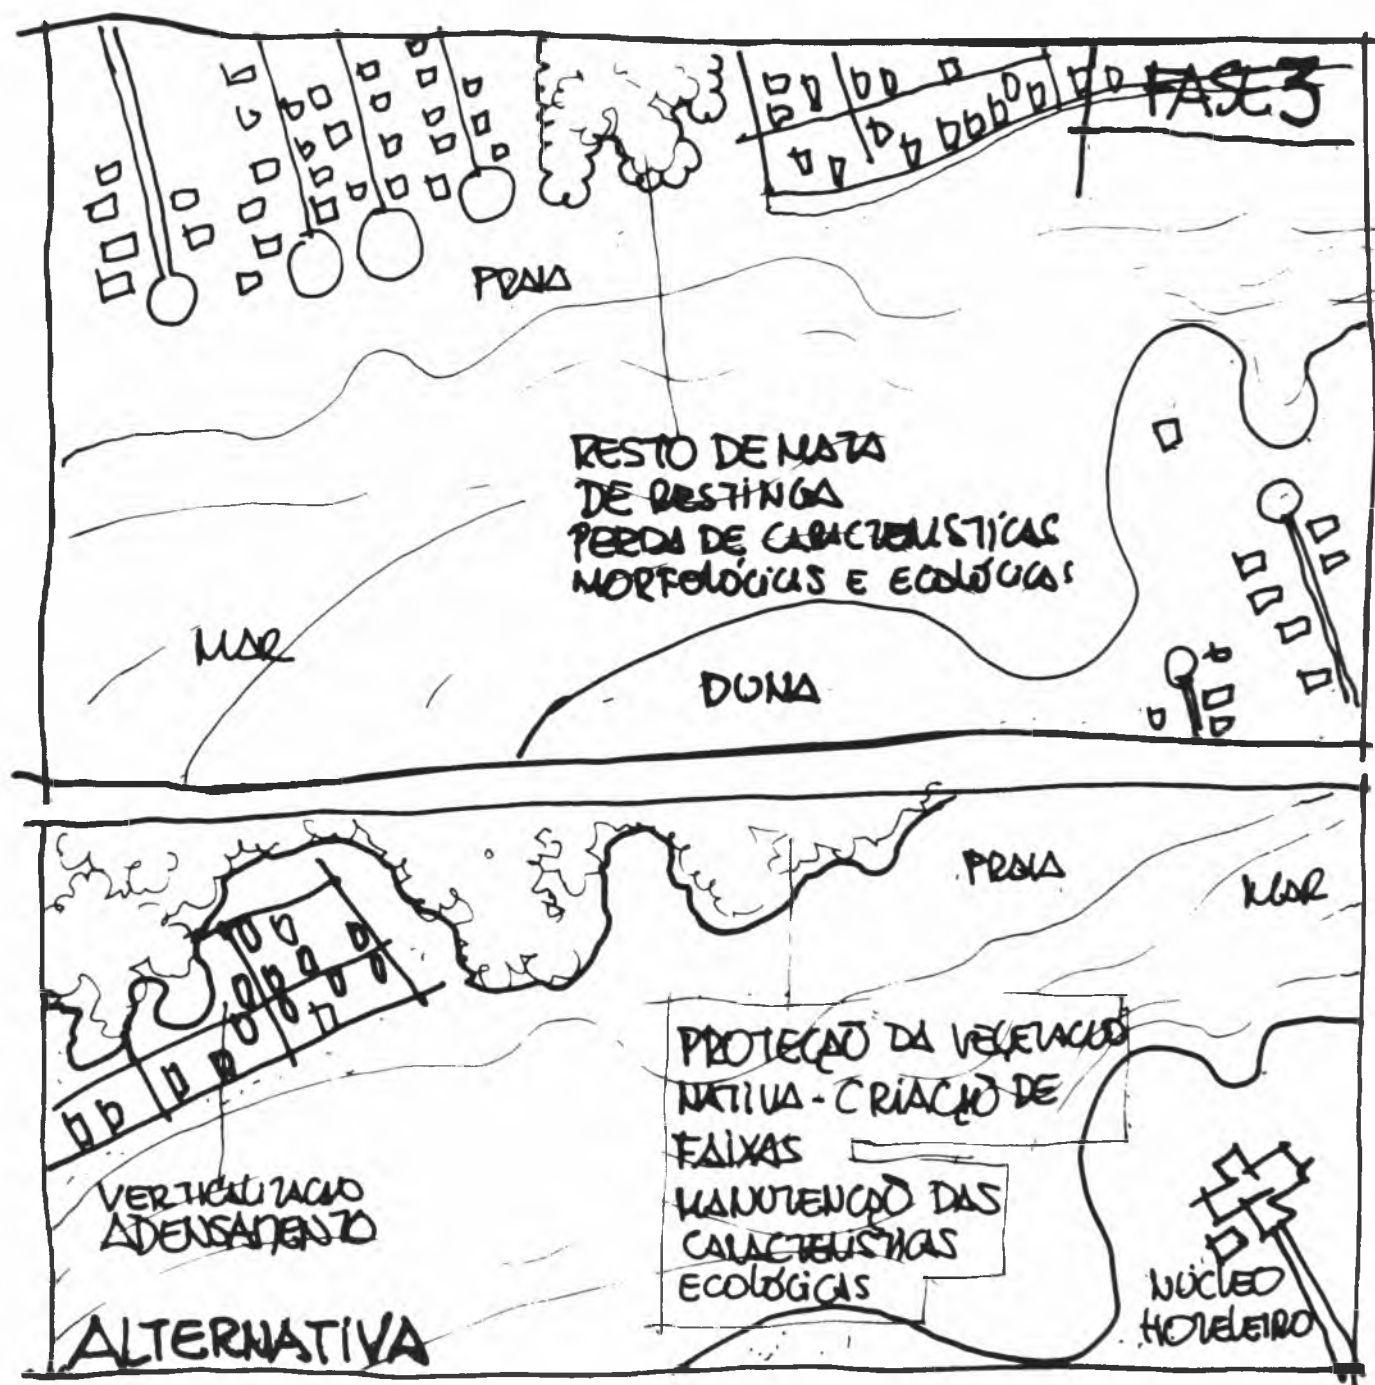 FASE 3
PRAIA
RESTO DE MATA
DE RESTINGA
PERDA DE CARACTERÍSTICAS
MORFOLÓGICAS E ECOLÓGICAS
MAR
DUNA
PRAIA
MAR
PROTEÇÃO DA VEGETAÇÃO
NATIVA - CRIAÇÃO DE
FAIXAS
MANUTENÇÃO DAS
CARACTERÍSTICAS
ECOLÓGICAS
VERTICALIZAÇÃO
ADENSAMENTO
NÚCLEO
HOTELEIRO
ALTERNATIVA